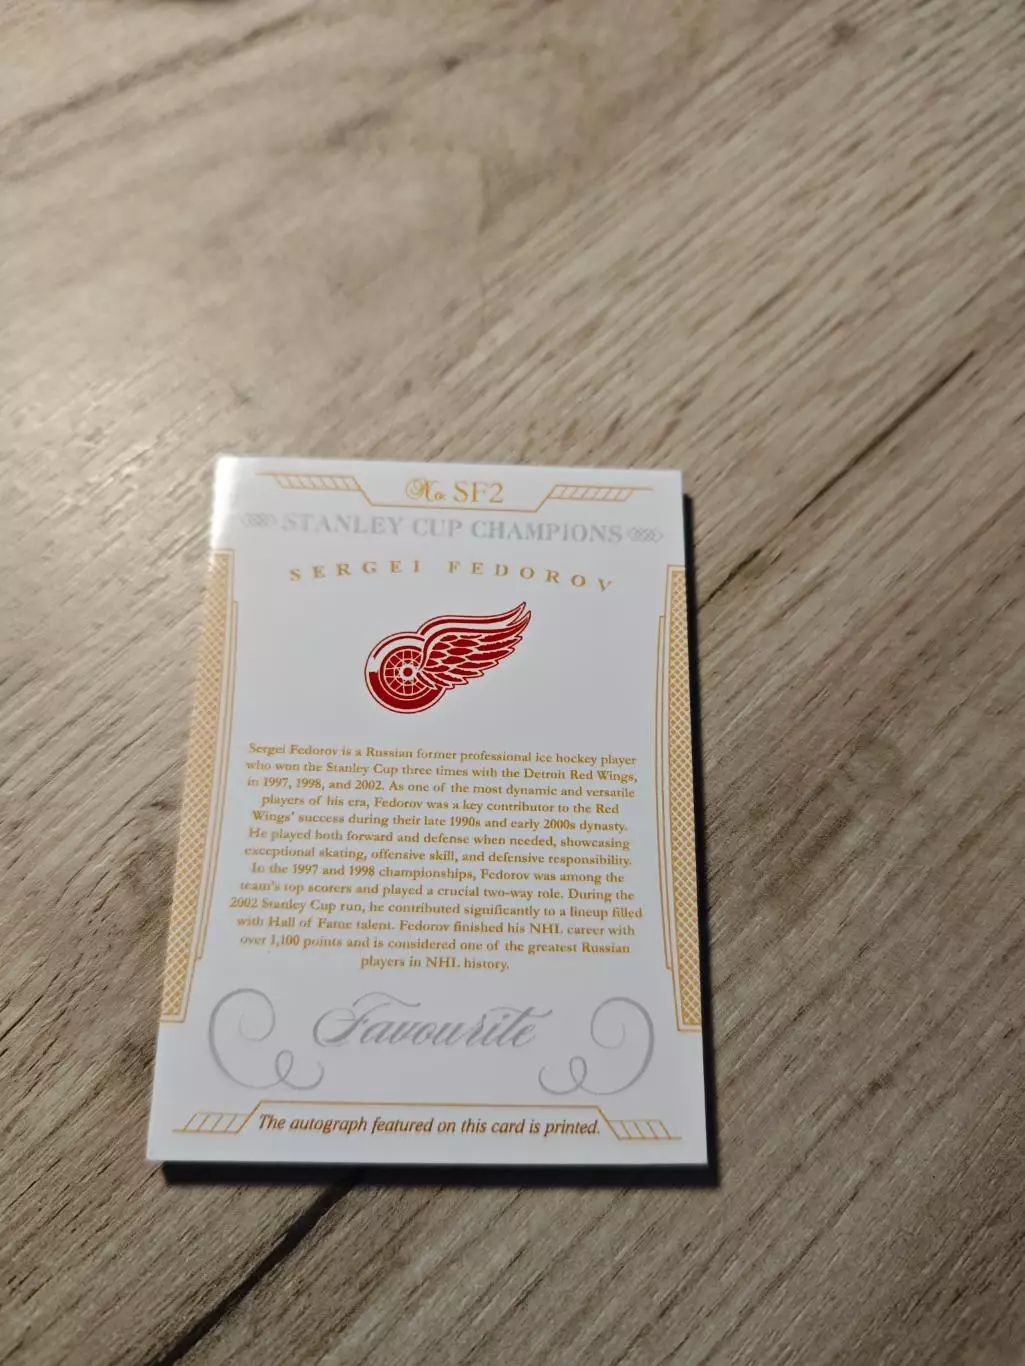 No. SF2
STANLEY CUP CHAMPIONS
SERGEI FEDOROV
Sergei Fedorov is a Russian former professional ice hockey player
who won the Stanley Cup three times with the Detroit Red Wings,
in 1997, 1998, and 2002. As one of the most dynamic and versatile
players of his era, Fedorov was a key contributor to the Red
Wings' success during their late 1990s and early 2000s dynasty.
He played both forward and defense when needed, showcasing
exceptional skating, offensive skill, and defensive responsibility.
In the 1997 and 1998 championships, Fedorov was among the
team's top scorers and played a crucial two-way role. During the
2002 Stanley Cup run, he contributed significantly to a lineup filled
with Hall of Fame talent. Fedorov finished his NHL career with
over 1,100 points and is considered one of the greatest Russian
players in NHL history.
Favourite
The autograph featured on this card is printed.